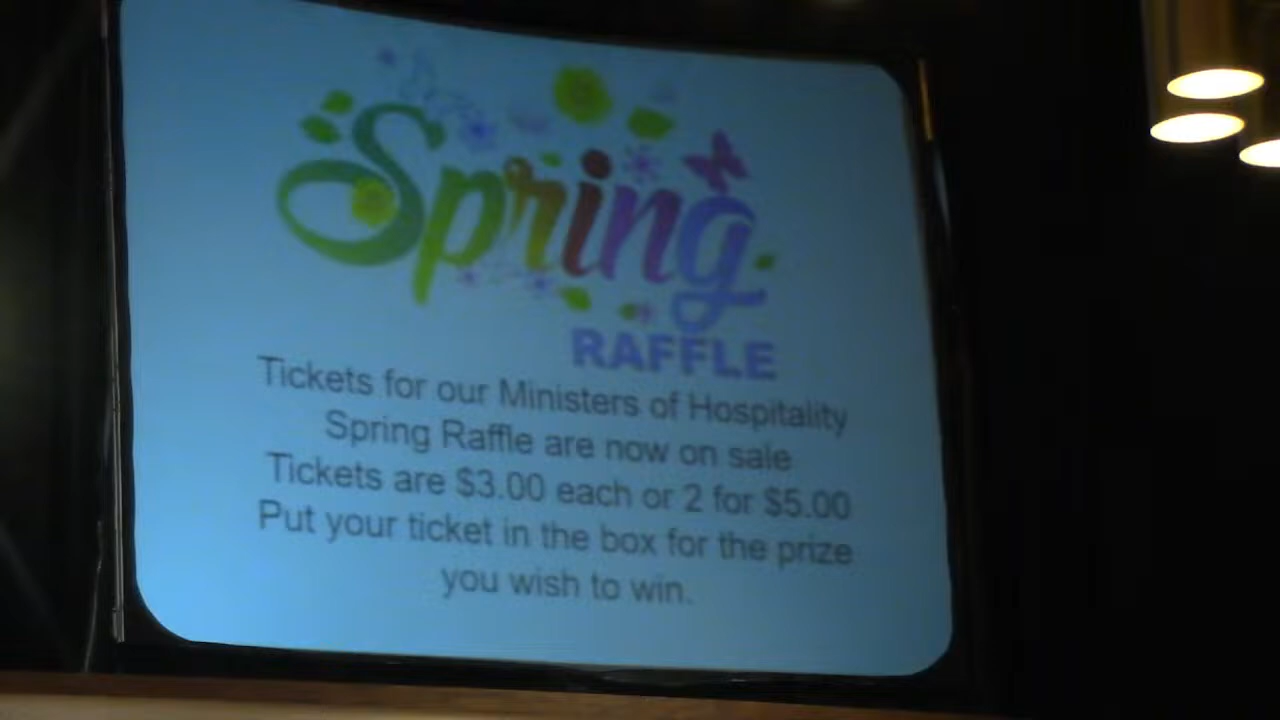 Spring
RAFFLE
Tickets for our Ministers of Hospitality
Spring Raffle are now on sale
Tickets are $3.00 each or 2 for $5.00
Put your ticket in the box for the prize
you wish to win.